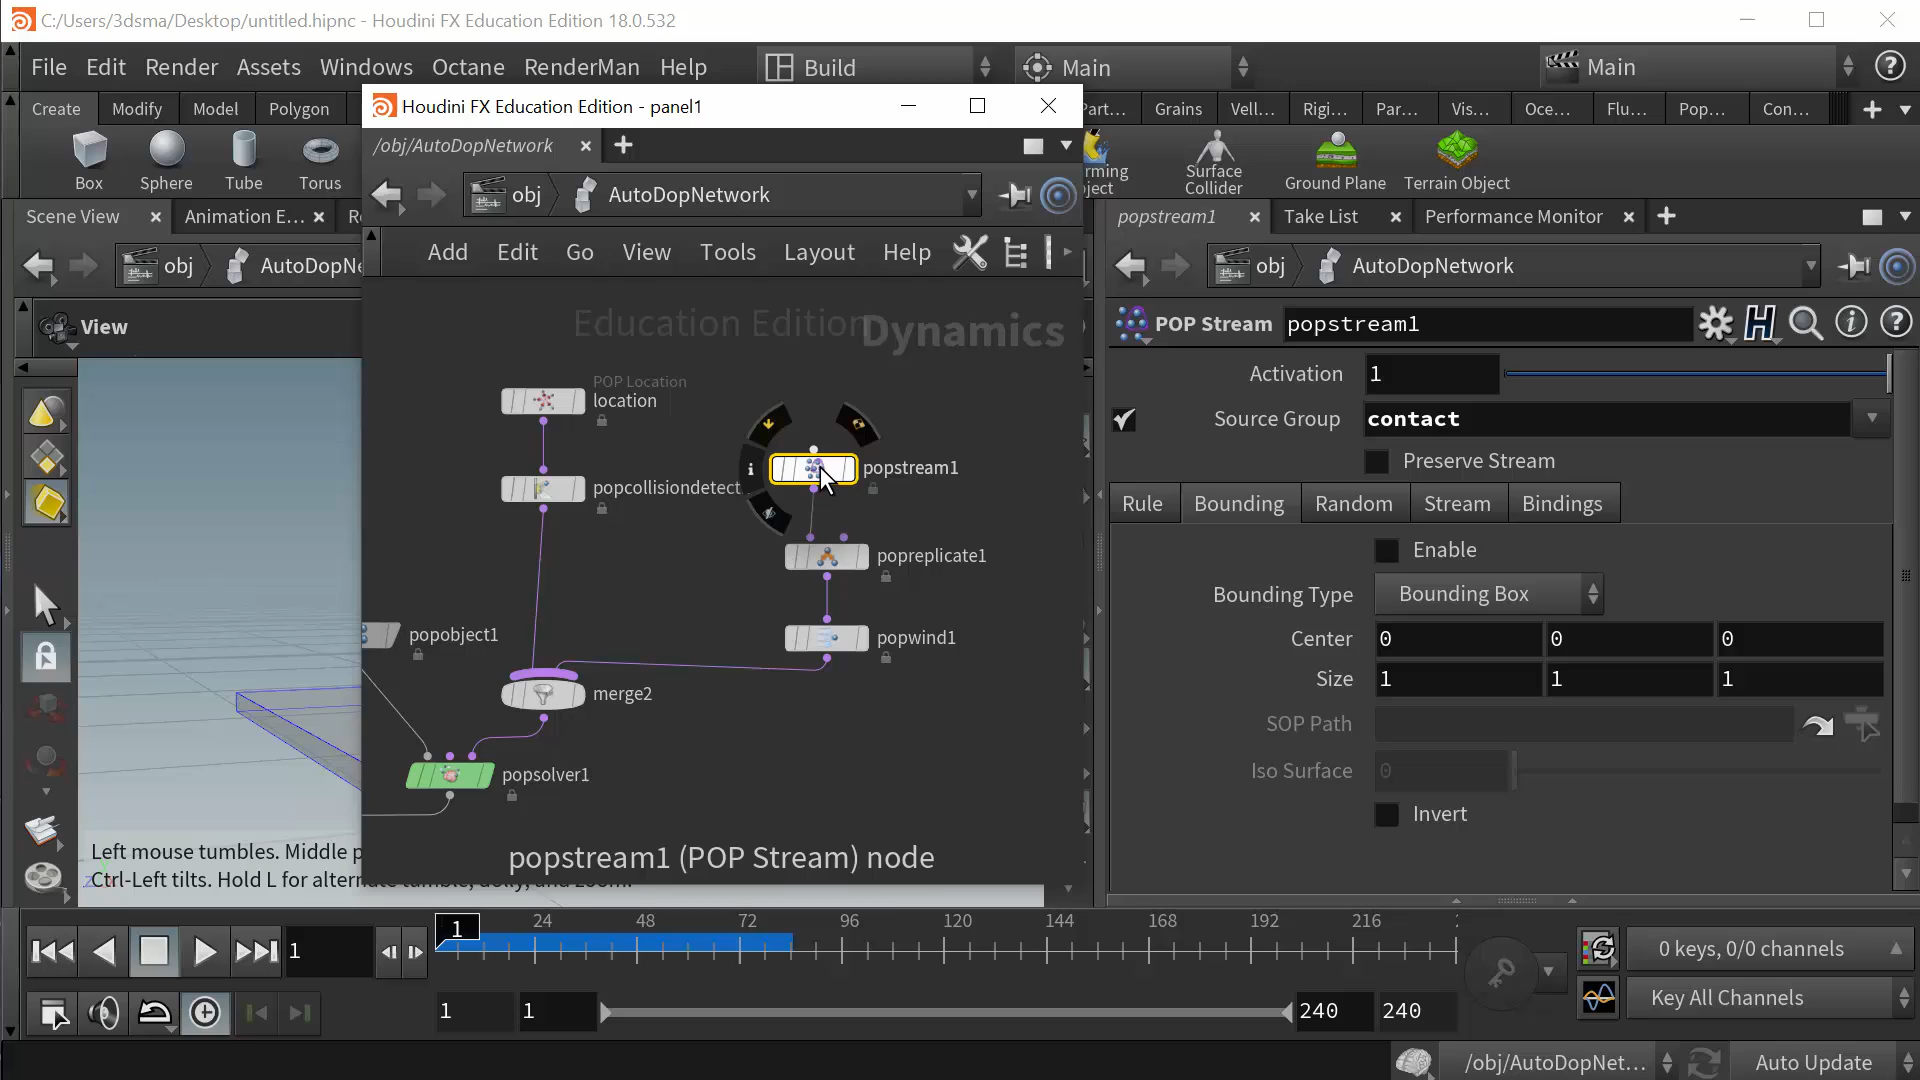 C:/Users/3dsma/Desktop/untitled.hipnc - Houdini FX Education Edition 18.0.532
File Edit Render Assets Windows Octane RenderMan Help
Build
Main
Main
Create Modify Model Polygon
Part... Grains Vell... Rigi... Par... Vis... Oce... Flu... Pop... Con...
Box Sphere Tube Torus
Surface
Collider
Ground Plane
Terrain Object
Scene View
Animation E...
obj
AutoDopNe
View
Left mouse tumbles. Middle p
Ctrl-Left tilts. Hold L for alternate tumble, dolly, and zoom.
Houdini FX Education Edition - panel1
/obj/AutoDopNetwork
obj
AutoDopNetwork
Add Edit Go View Tools Layout Help
Education Edition
Dynamics
POP Location
location
popcollisiondetect
popstream1
popreplicate1
popobject1
popwind1
merge2
popsolver1
popstream1 (POP Stream) node
popstream1
Take List
Performance Monitor
obj
AutoDopNetwork
POP Stream
popstream1
Activation 1
Source Group contact
Preserve Stream
Rule Bounding Random Stream Bindings
Enable
Bounding Type Bounding Box
Center 0 0 0
Size 1 1 1
SOP Path
Iso Surface 0
Invert
1
1
24 48 72 96 120 144 168 192 216
0 keys, 0/0 channels
1
1
240
240
Key All Channels
/obj/AutoDopNet...
Auto Update